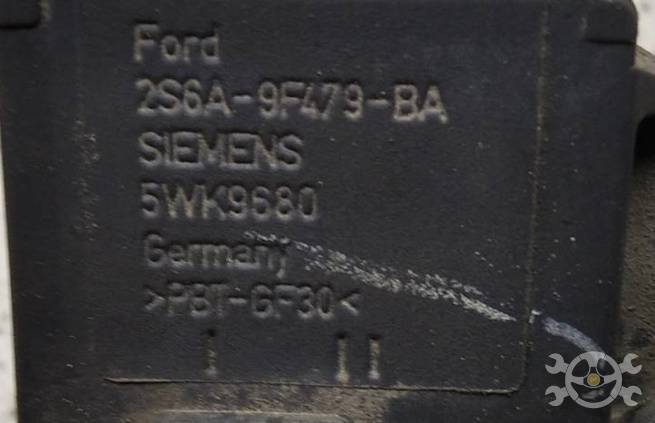 Ford
2S6A-9F479-BA
SIEMENS
5WK9680
Germany
>PBT-GF30<
I II